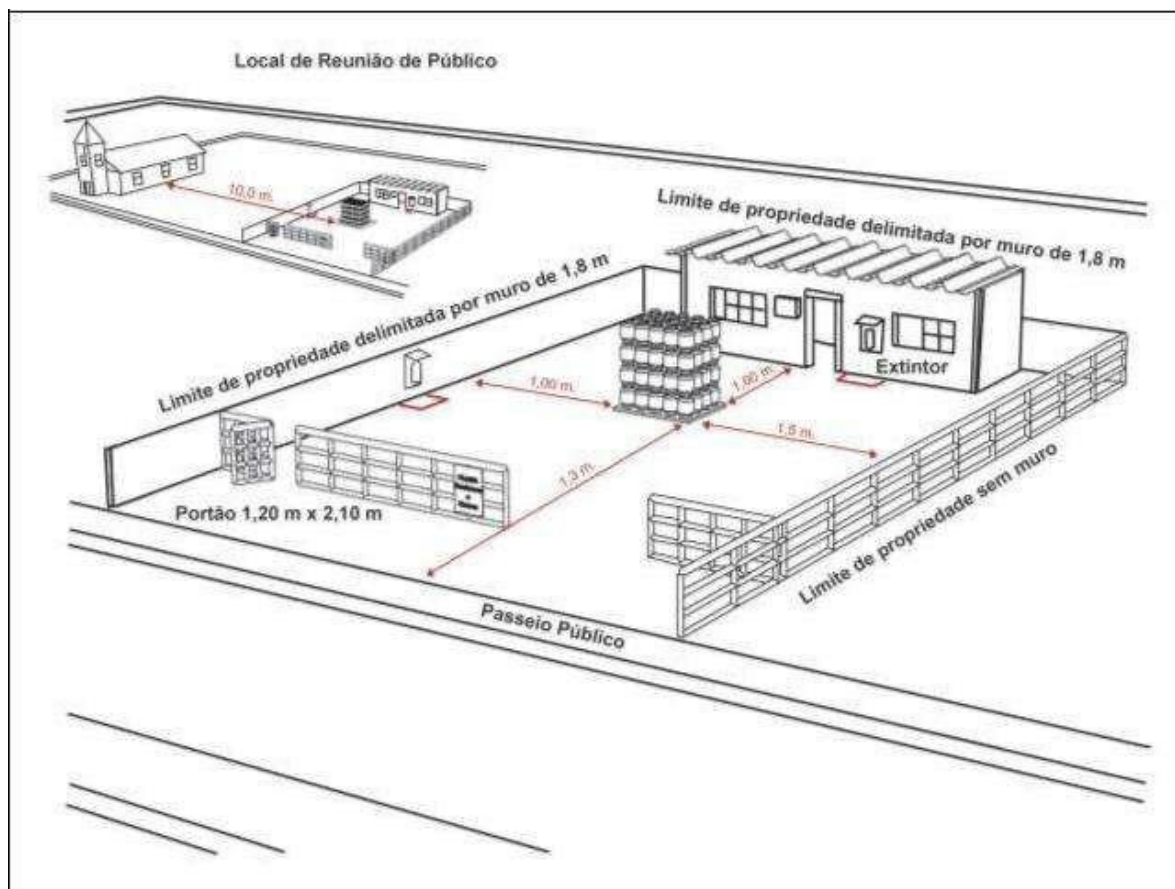 Local de Reunião de Público
10,0 m.
Limite de propriedade delimitada por muro de 1,8 m
Limite de propriedade delimitada por muro de 1,8 m
Extintor
1,00 m.
1,00 m.
1,5 m.
1,3 m.
Portão 1,20 m x 2,10 m
Limite de propriedade sem muro
Passeio Público